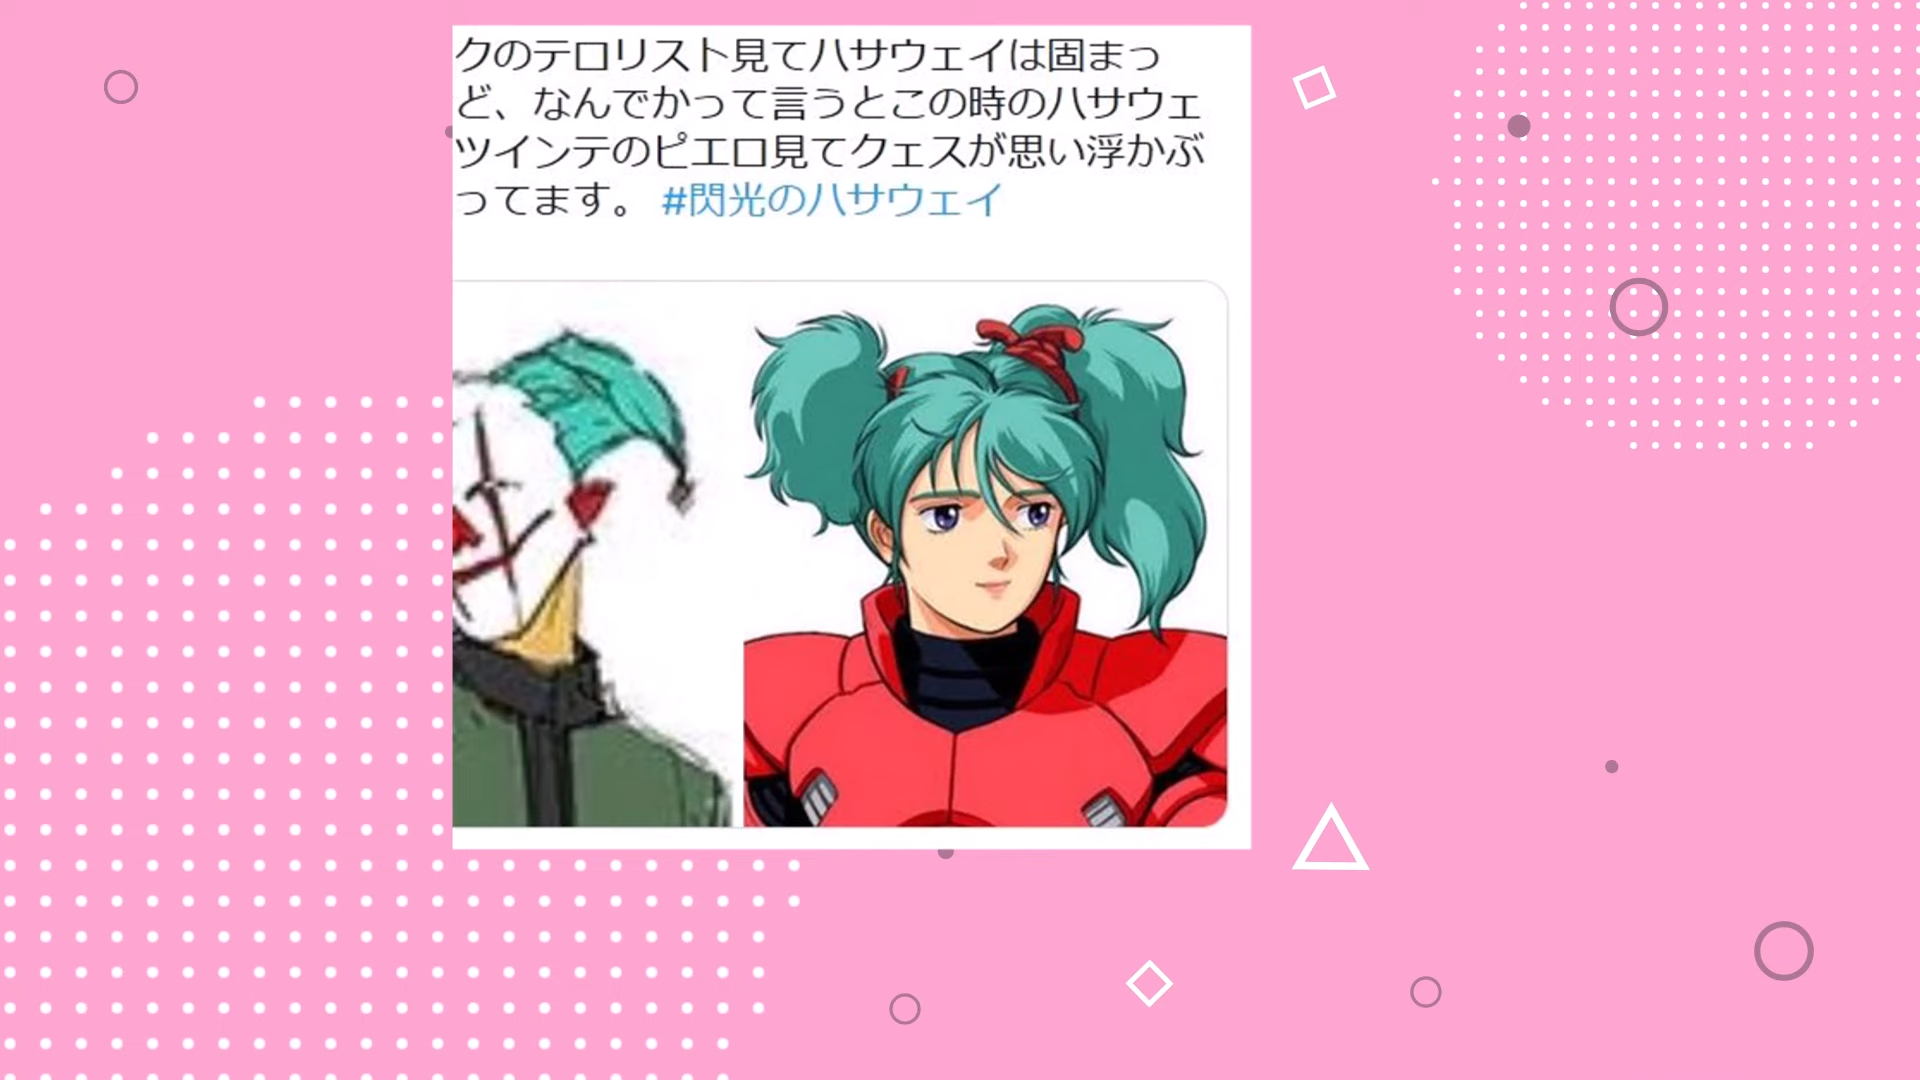 クのテロリスト見てハサウェイは固まっ
ど、なんでかって言うとこの時のハサウェ
ツインテのピエロ見てクェスが思い浮かぶ
ってます。 #閃光のハサウェイ